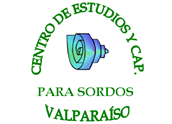 CENTRO DE ESTUDIOS Y CAP.
PARA SORDOS
VALPARAÍSO